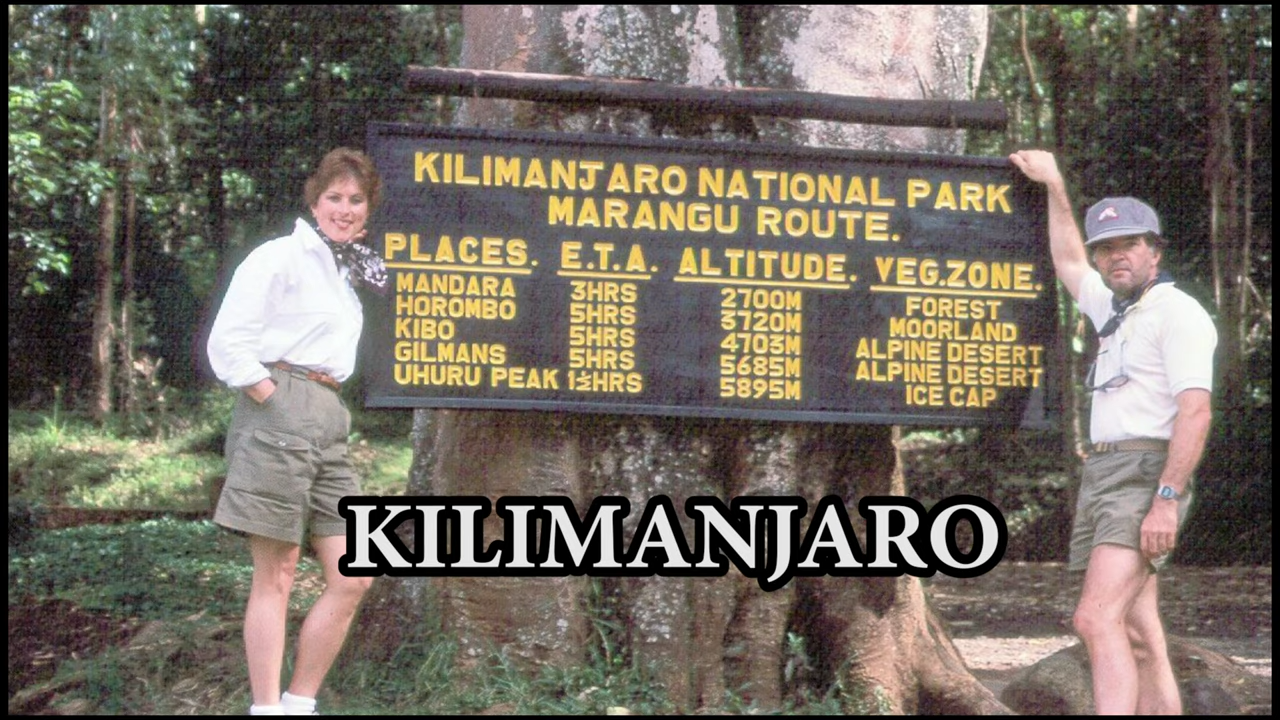 KILIMANJARO NATIONAL PARK
MARANGU ROUTE.
PLACES. E.T.A. ALTITUDE. VEG.ZONE.
MANDARA 3HRS 2700M FOREST
HOROMBO 5HRS 3720M MOORLAND
KIBO 5HRS 4703M ALPINE DESERT
GILMANS 5HRS 5685M ALPINE DESERT
UHURU PEAK 1½HRS 5895M ICE CAP
KILIMANJARO